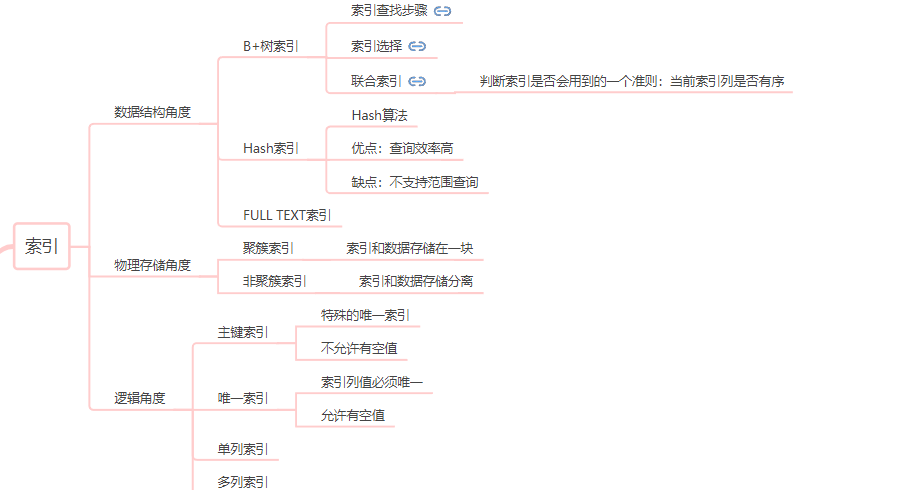 索引
数据结构角度
B+树索引
索引查找步骤
索引选择
联合索引
判断索引是否会用到的一个准则：当前索引列是否有序
Hash索引
Hash算法
优点：查询效率高
缺点：不支持范围查询
FULL TEXT索引
物理存储角度
聚簇索引
索引和数据存储在一块
非聚簇索引
索引和数据存储分离
逻辑角度
主键索引
特殊的唯一索引
不允许有空值
唯一索引
索引列值必须唯一
允许有空值
单列索引
多列索引